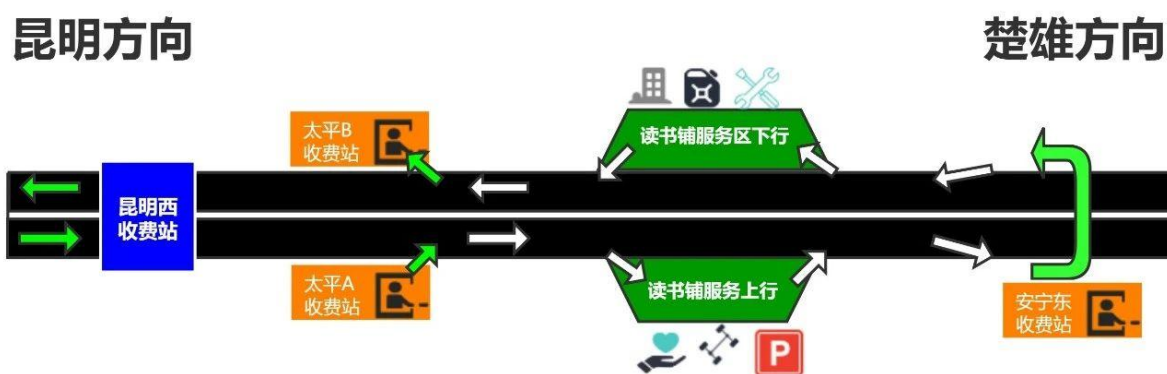 昆明方向
楚雄方向
太平B
收费站
读书铺服务区下行
昆明西
收费站
太平A
收费站
读书铺服务上行
安宁东
收费站
P